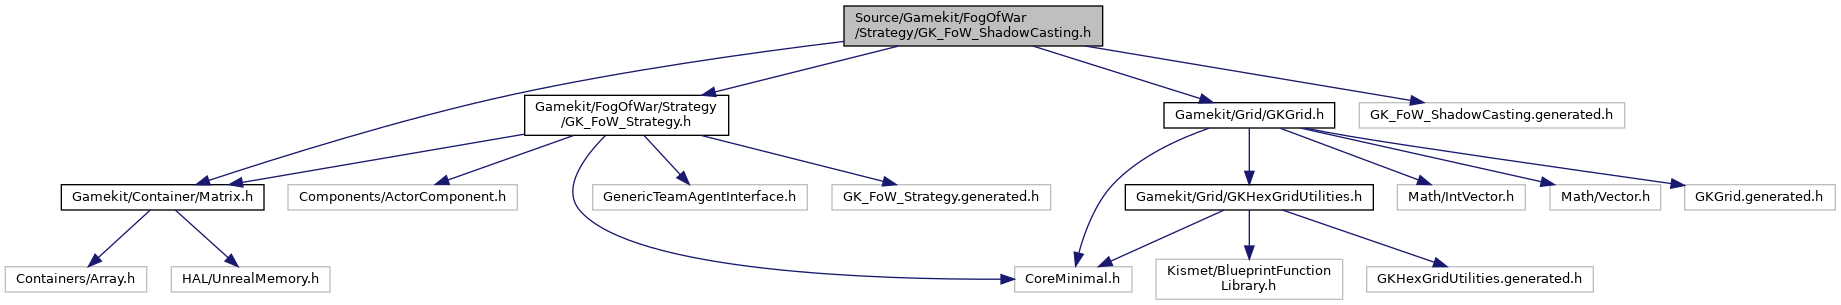 Source/Gamekit/FogOfWar
/Strategy/GK_FoW_ShadowCasting.h
Gamekit/FogOfWar/Strategy
/GK_FoW_Strategy.h
Gamekit/Grid/GKGrid.h
GK_FoW_ShadowCasting.generated.h
Gamekit/Container/Matrix.h
Components/ActorComponent.h
GenericTeamAgentInterface.h
GK_FoW_Strategy.generated.h
Gamekit/Grid/GKHexGridUtilities.h
Math/IntVector.h
Math/Vector.h
GKGrid.generated.h
Containers/Array.h
HAL/UnrealMemory.h
CoreMinimal.h
Kismet/BlueprintFunction
Library.h
GKHexGridUtilities.generated.h